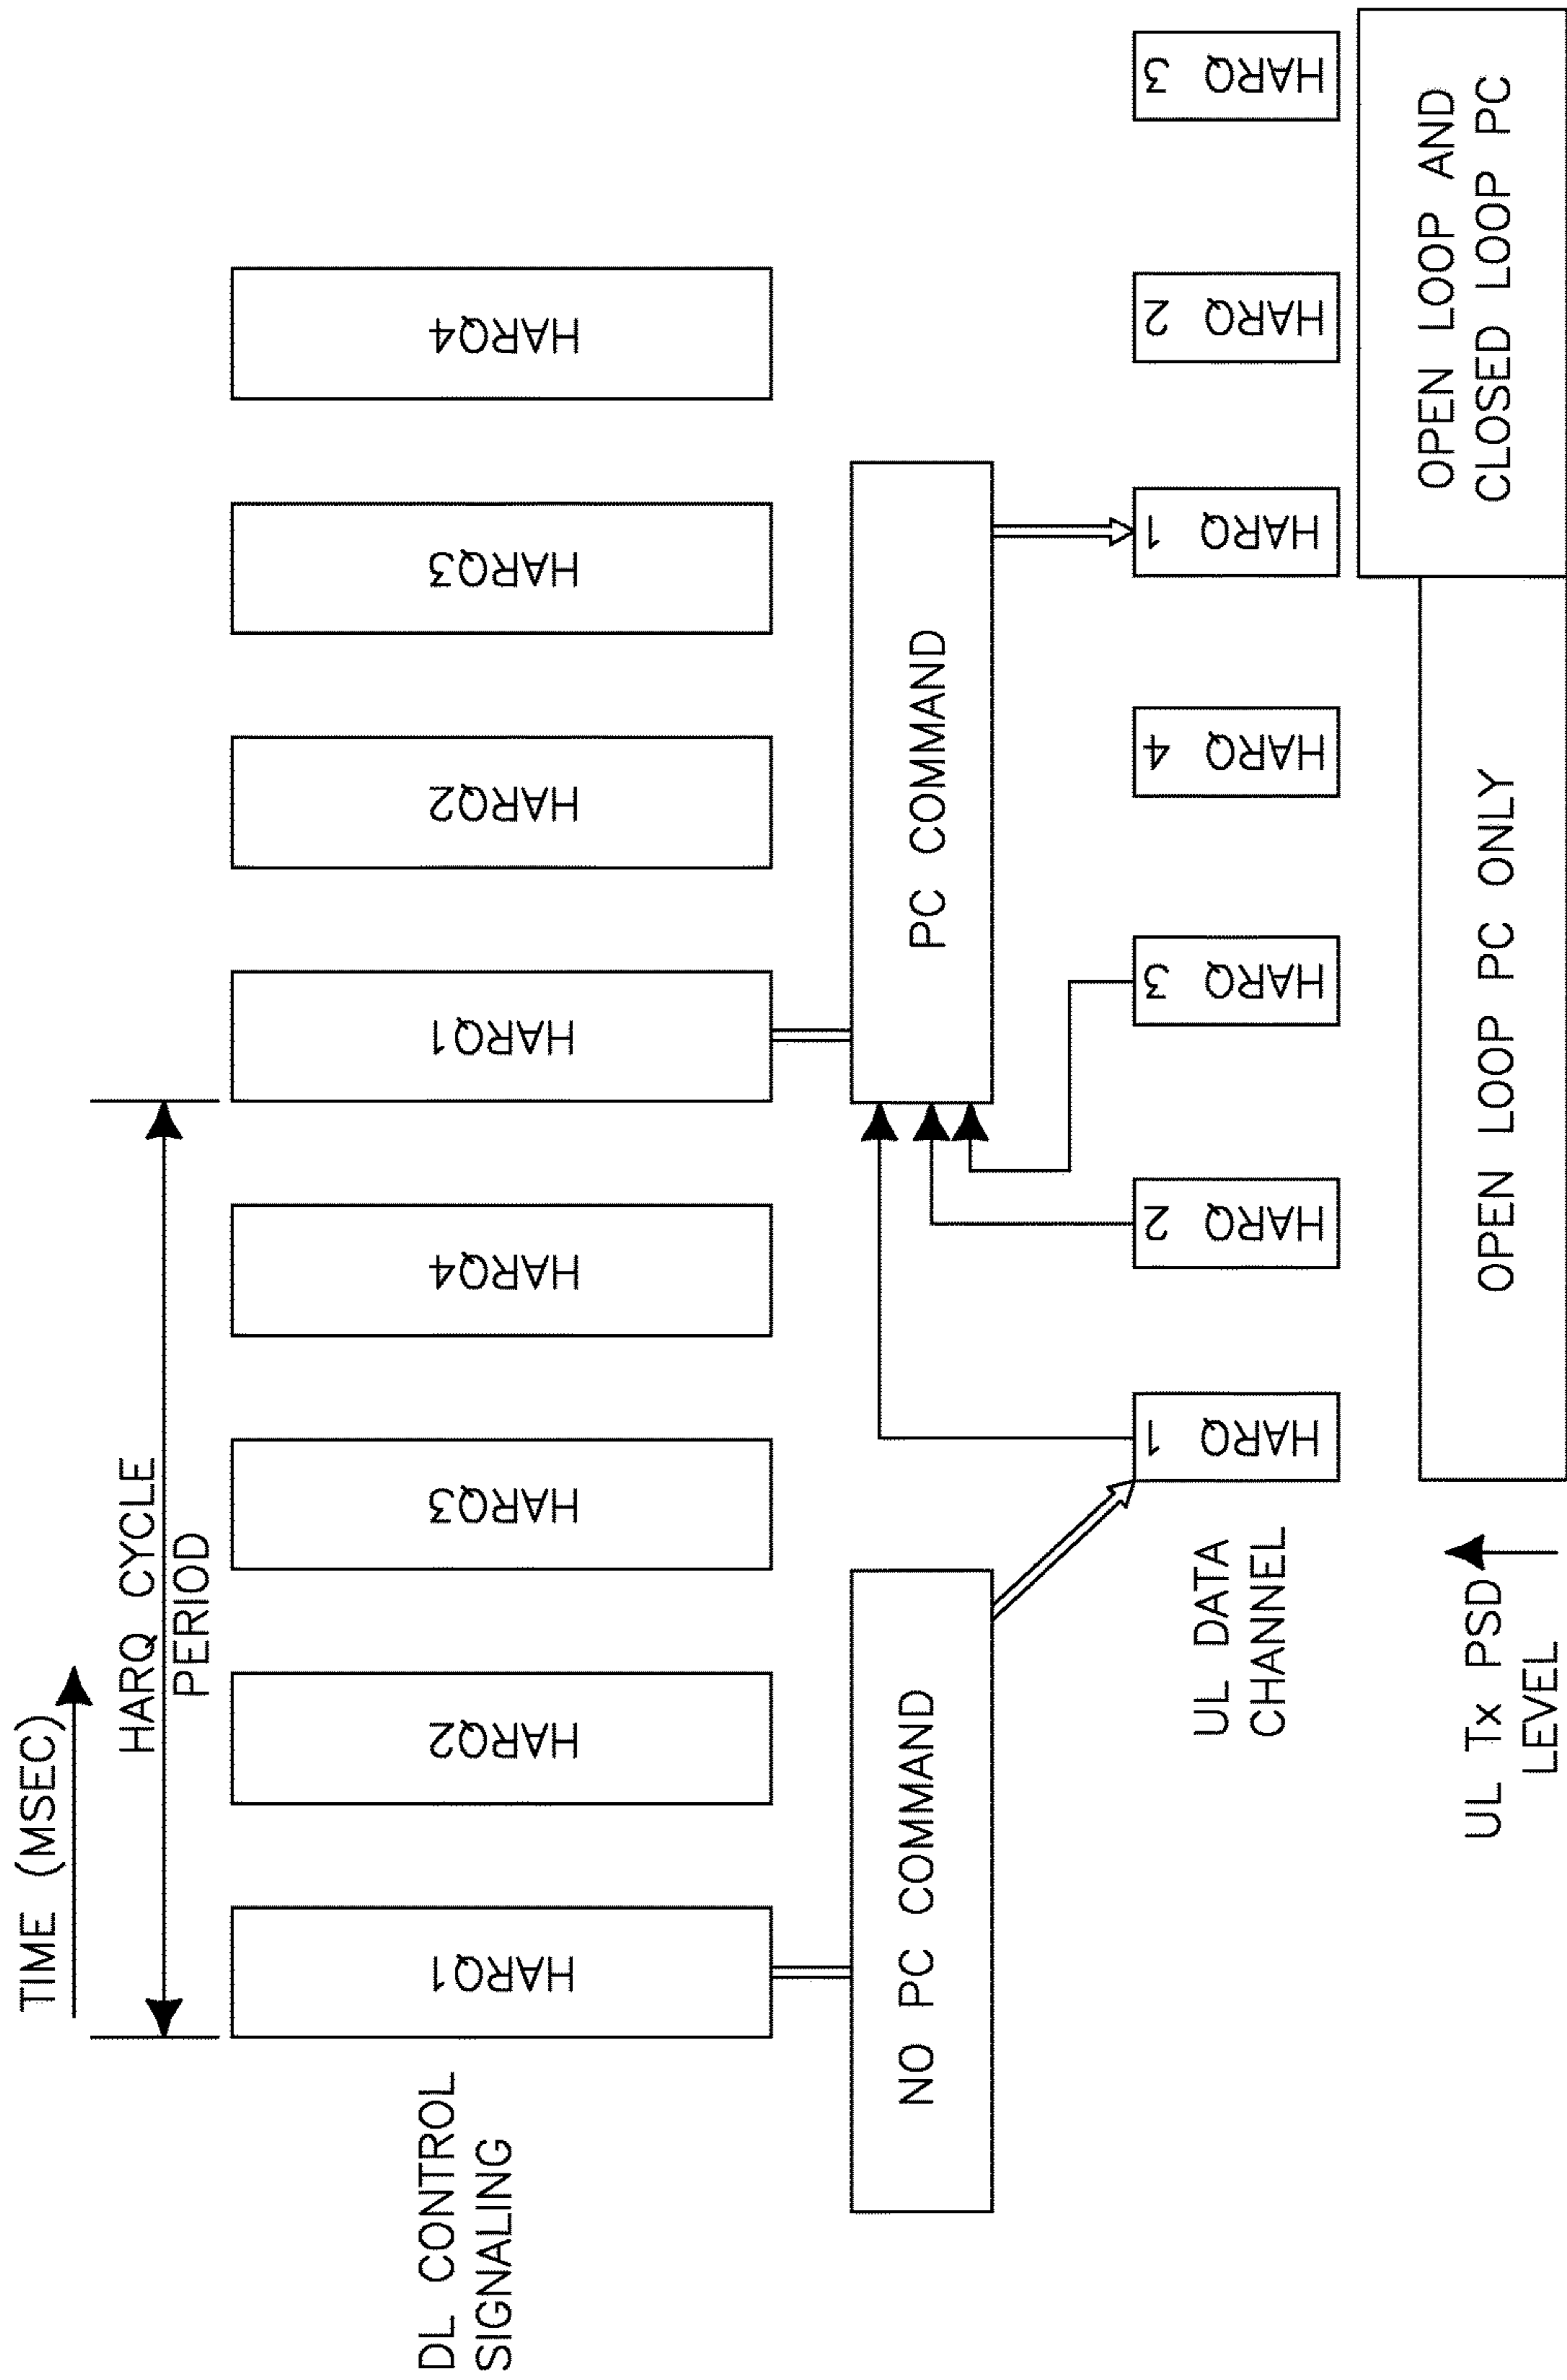 TIME (MSEC)
HARQ CYCLE
PERIOD
DL CONTROL
SIGNALING
HARQ1
HARQ2
HARQ3
HARQ4
HARQ1
HARQ2
HARQ3
HARQ4
NO PC COMMAND
PC COMMAND
UL DATA
CHANNEL
HARQ
1
HARQ
2
HARQ
3
HARQ
4
HARQ
1
HARQ
2
HARQ
3
UL Tx PSD
LEVEL
OPEN LOOP PC ONLY
OPEN LOOP AND
CLOSED LOOP PC